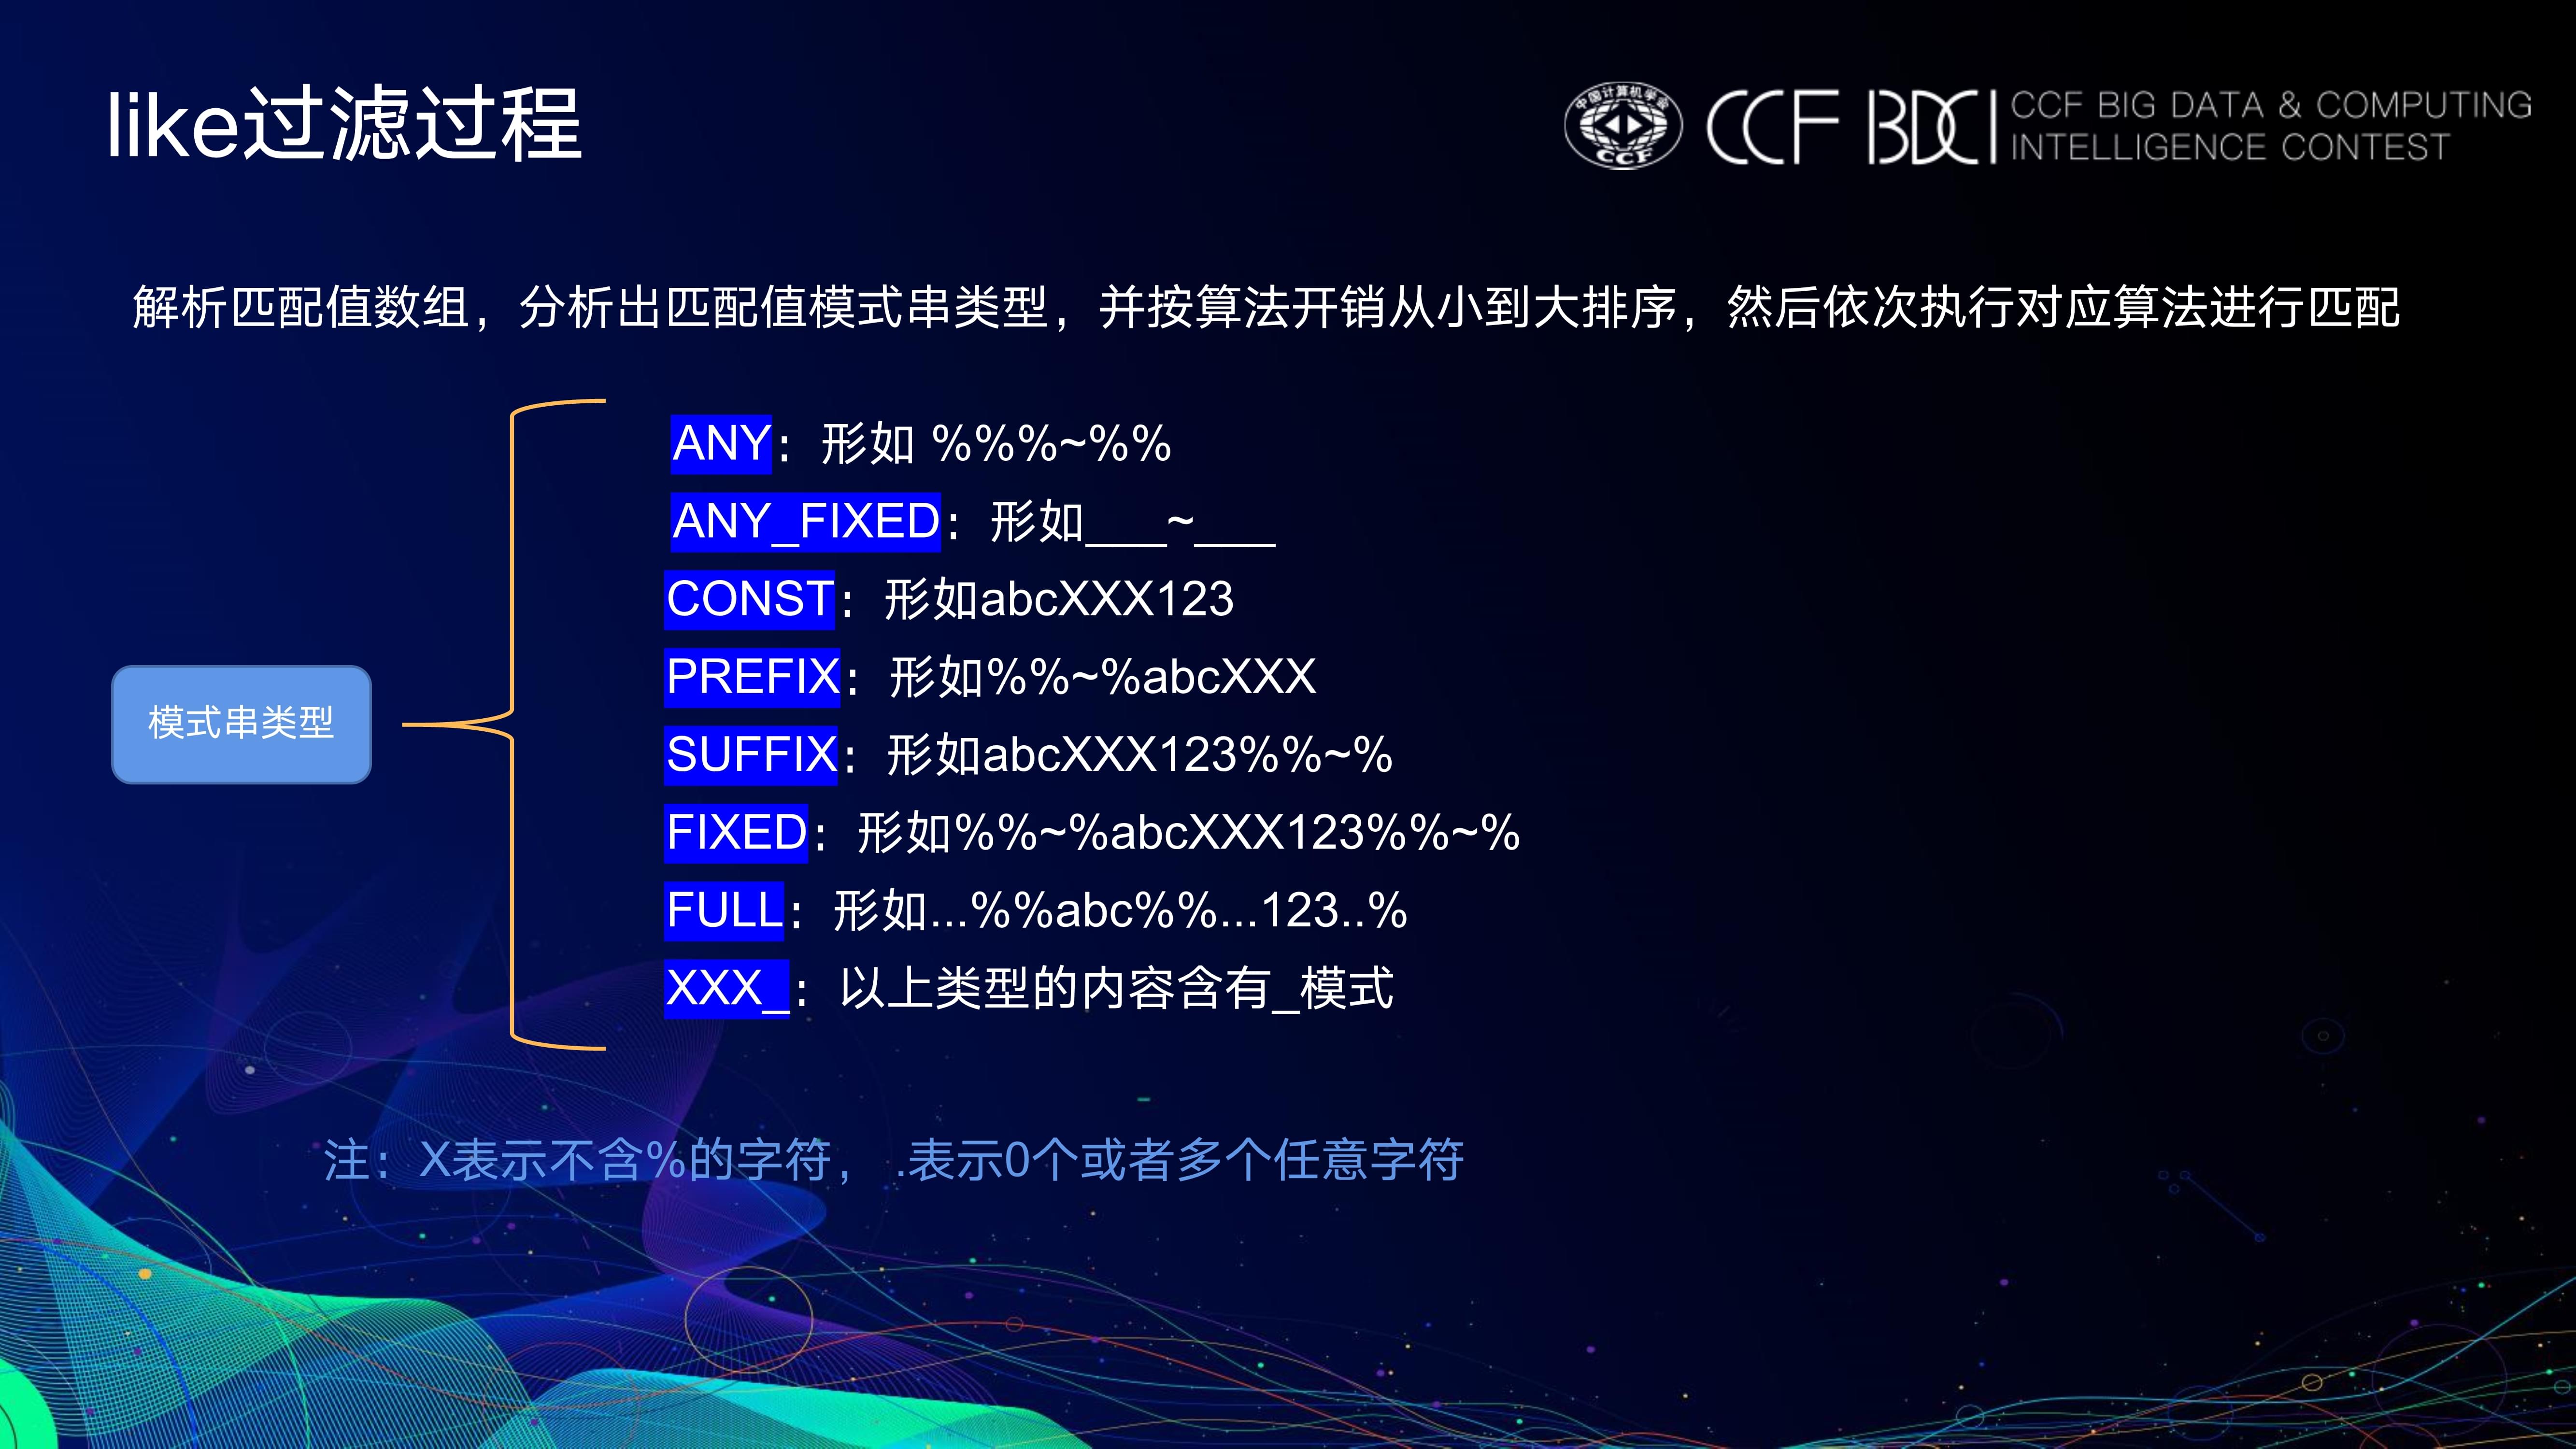 like过滤过程
中国计算机学会
CCF
CCF BDCI
CCF BIG DATA & COMPUTING
INTELLIGENCE CONTEST
解析匹配值数组，分析出匹配值模式串类型，并按算法开销从小到大排序，然后依次执行对应算法进行匹配
模式串类型
ANY：形如 %%%~%%
ANY_FIXED：形如___~___
CONST：形如abcXXX123
PREFIX：形如%%~%abcXXX
SUFFIX：形如abcXXX123%%~%
FIXED：形如%%~%abcXXX123%%~%
FULL：形如...%%abc%%...123..%
XXX_：以上类型的内容含有_模式
注：X表示不含%的字符， .表示0个或者多个任意字符